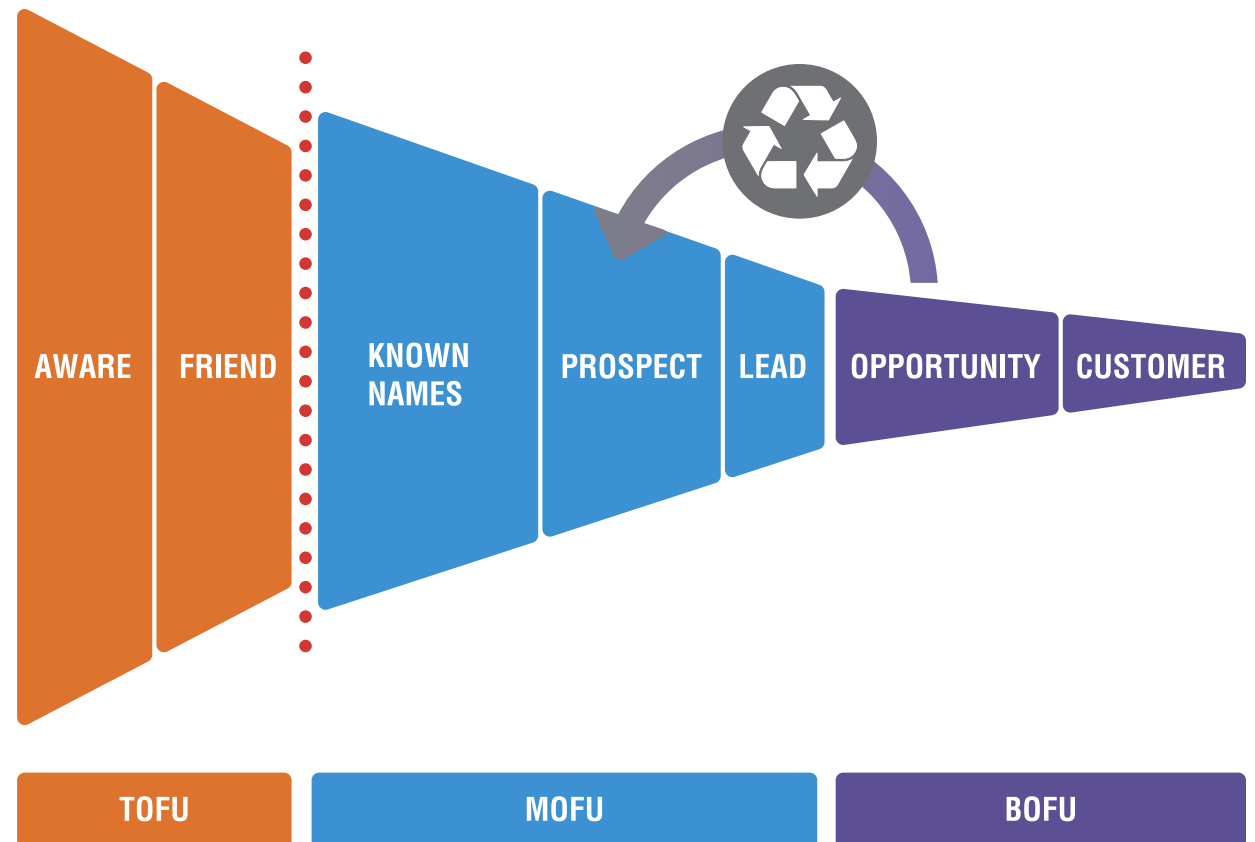 AWARE
FRIEND
KNOWN
NAMES
PROSPECT
LEAD
OPPORTUNITY
CUSTOMER
TOFU
MOFU
BOFU